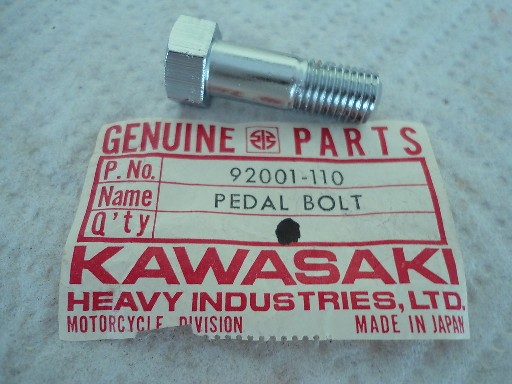 GENUINE PARTS
P. No. 92001-110
Name PEDAL BOLT
Q'ty
KAWASAKI
HEAVY INDUSTRIES, LTD.
MOTORCYCLE DIVISION MADE IN JAPAN